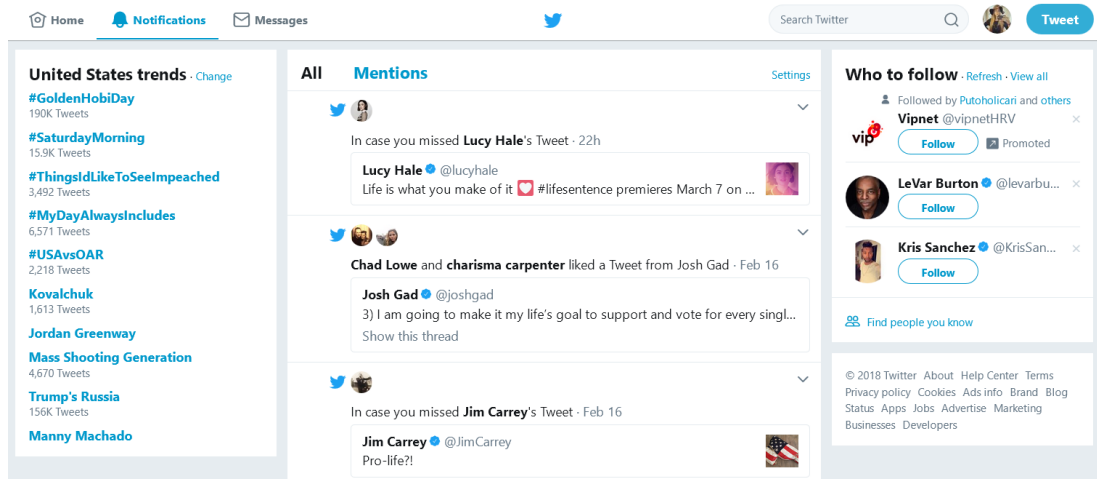 Home
Notifications
Messages
Search Twitter
Tweet
United States trends · Change
#GoldenHobiDay
190K Tweets
#SaturdayMorning
15.9K Tweets
#ThingsIdLikeToSeeImpeached
3,492 Tweets
#MyDayAlwaysIncludes
6,571 Tweets
#USAvsOAR
2,218 Tweets
Kovalchuk
1,613 Tweets
Jordan Greenway
Mass Shooting Generation
4,670 Tweets
Trump's Russia
156K Tweets
Manny Machado
All
Mentions
Settings
In case you missed Lucy Hale's Tweet · 22h
Lucy Hale @lucyhale
Life is what you make of it 💟 #lifesentence premieres March 7 on ...
Chad Lowe and charisma carpenter liked a Tweet from Josh Gad · Feb 16
Josh Gad @joshgad
3) I am going to make it my life's goal to support and vote for every singl...
Show this thread
In case you missed Jim Carrey's Tweet · Feb 16
Jim Carrey @JimCarrey
Pro-life?!
Who to follow · Refresh · View all
Followed by Putoholicari and others
vip
Vipnet @vipnetHRV
Follow
Promoted
LeVar Burton @levarbu...
Follow
Kris Sanchez @KrisSan...
Follow
Find people you know
© 2018 Twitter About Help Center Terms
Privacy policy Cookies Ads info Brand Blog
Status Apps Jobs Advertise Marketing
Businesses Developers